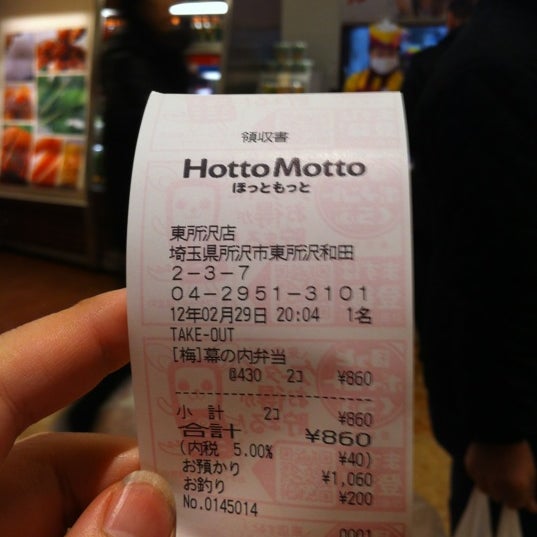 領収書
HottoMotto
ほっともっと
東所沢店
埼玉県所沢市東所沢和田
2-3-7
04-2951-3101
12年02月29日 20:04 1名
TAKE-OUT
[梅]幕の内弁当
@430 2コ ¥860
小 計 2コ ¥860
合計 ¥860
(内税 5.00% ¥40)
お預かり ¥1,060
お釣り ¥200
No.0145014
0001